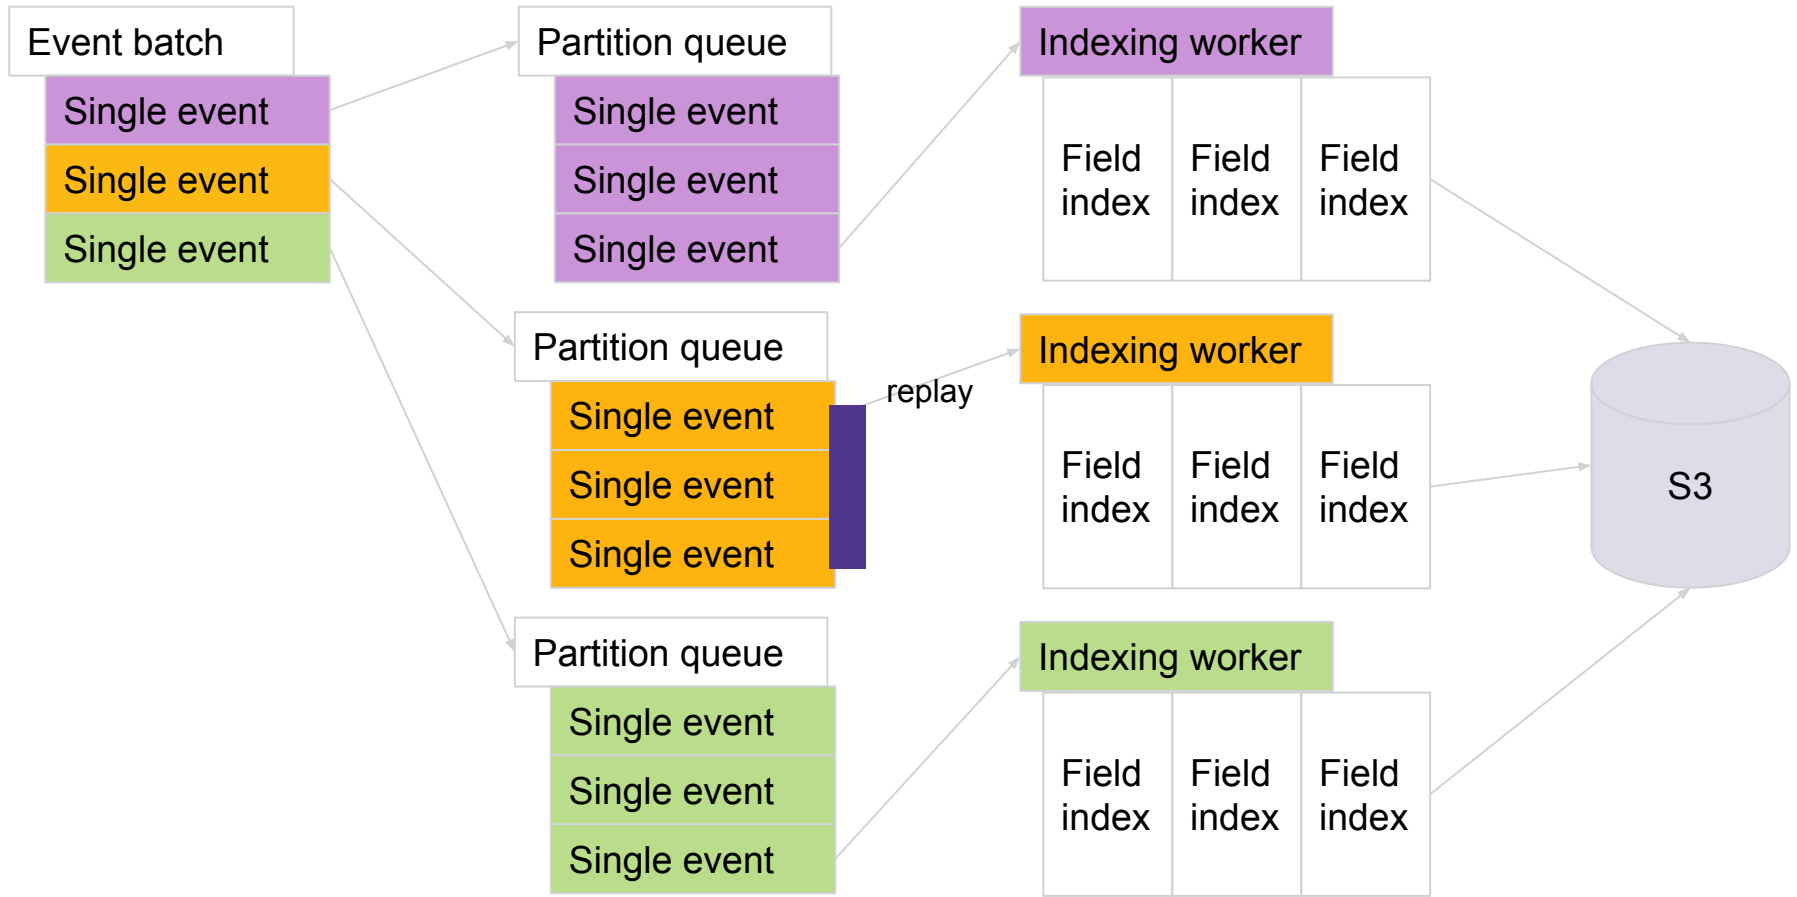 Event batch
Single event
Single event
Single event
Partition queue
Single event
Single event
Single event
Indexing worker
Field
index
Field
index
Field
index
Partition queue
Single event
Single event
Single event
replay
Indexing worker
Field
index
Field
index
Field
index
S3
Partition queue
Single event
Single event
Single event
Indexing worker
Field
index
Field
index
Field
index